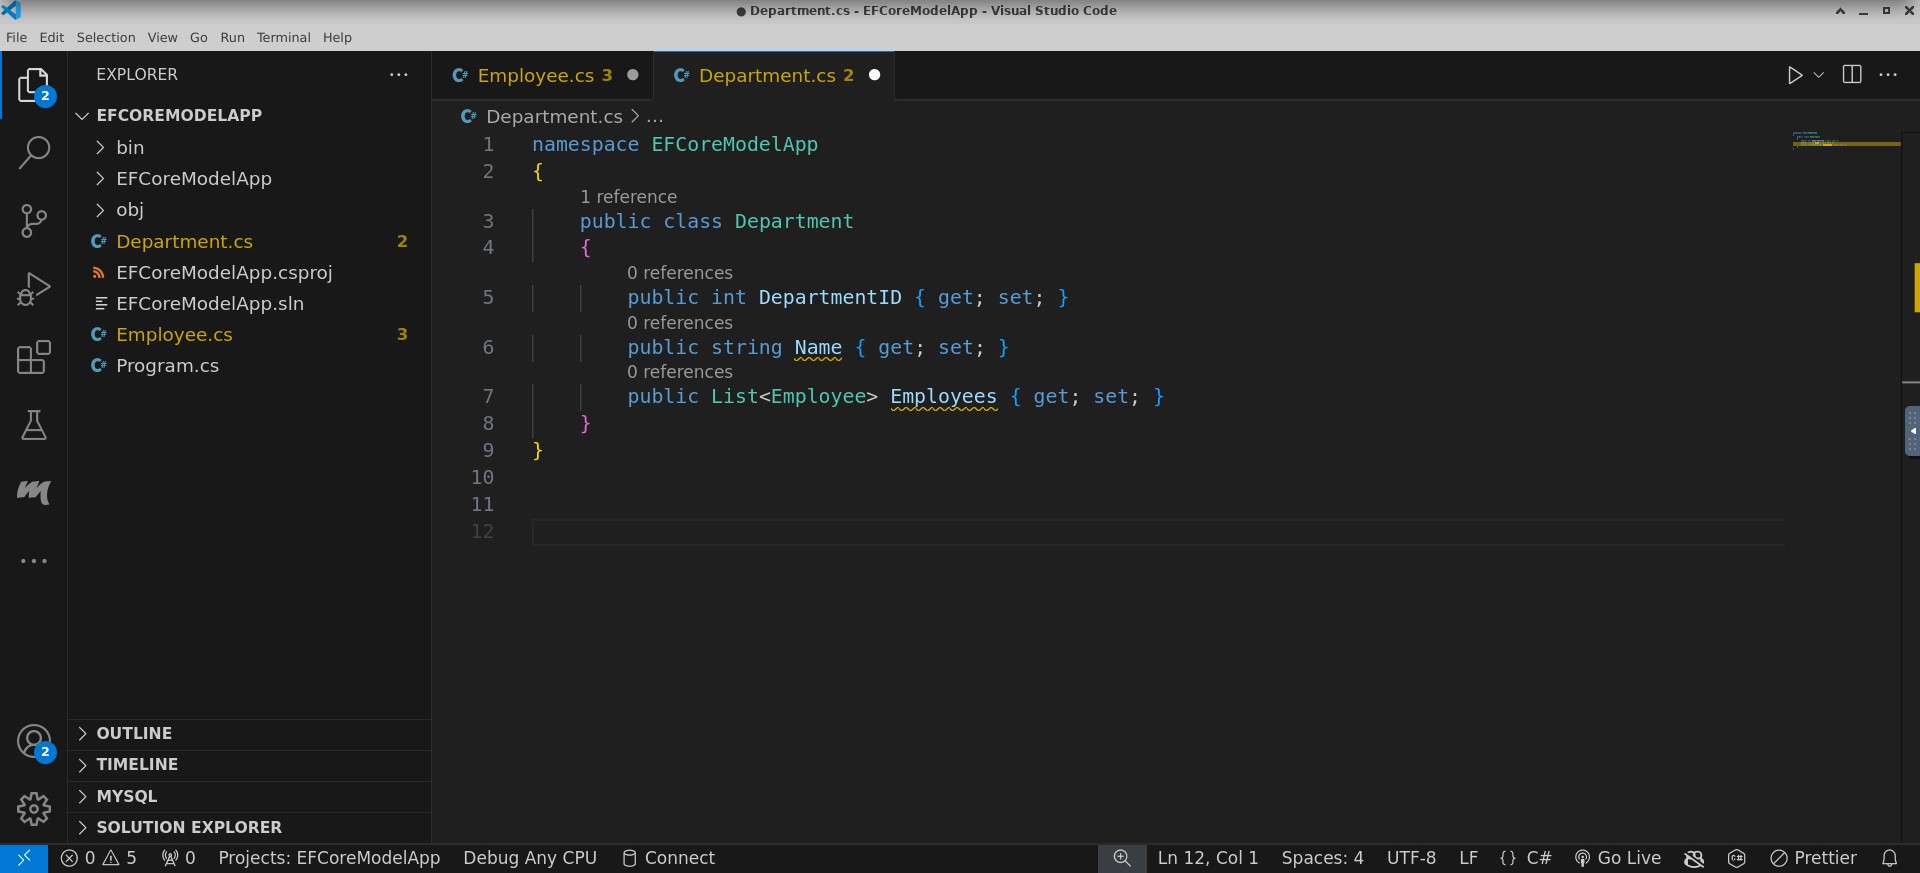 ● Department.cs - EFCoreModelApp - Visual Studio Code
File Edit Selection View Go Run Terminal Help
2
EXPLORER
EFCOREMODELAPP
bin
EFCoreModelApp
obj
C# Department.cs 2
EFCoreModelApp.csproj
EFCoreModelApp.sln
C# Employee.cs 3
C# Program.cs
2
OUTLINE
TIMELINE
MYSQL
SOLUTION EXPLORER
C# Employee.cs 3
C# Department.cs 2
C# Department.cs > ...
1 namespace EFCoreModelApp
2 {
1 reference
3 public class Department
4 {
0 references
5 public int DepartmentID { get; set; }
0 references
6 public string Name { get; set; }
0 references
7 public List<Employee> Employees { get; set; }
8 }
9 }
10
11
12
0 5 0 Projects: EFCoreModelApp Debug Any CPU Connect Ln 12, Col 1 Spaces: 4 UTF-8 LF {} C# Go Live Prettier